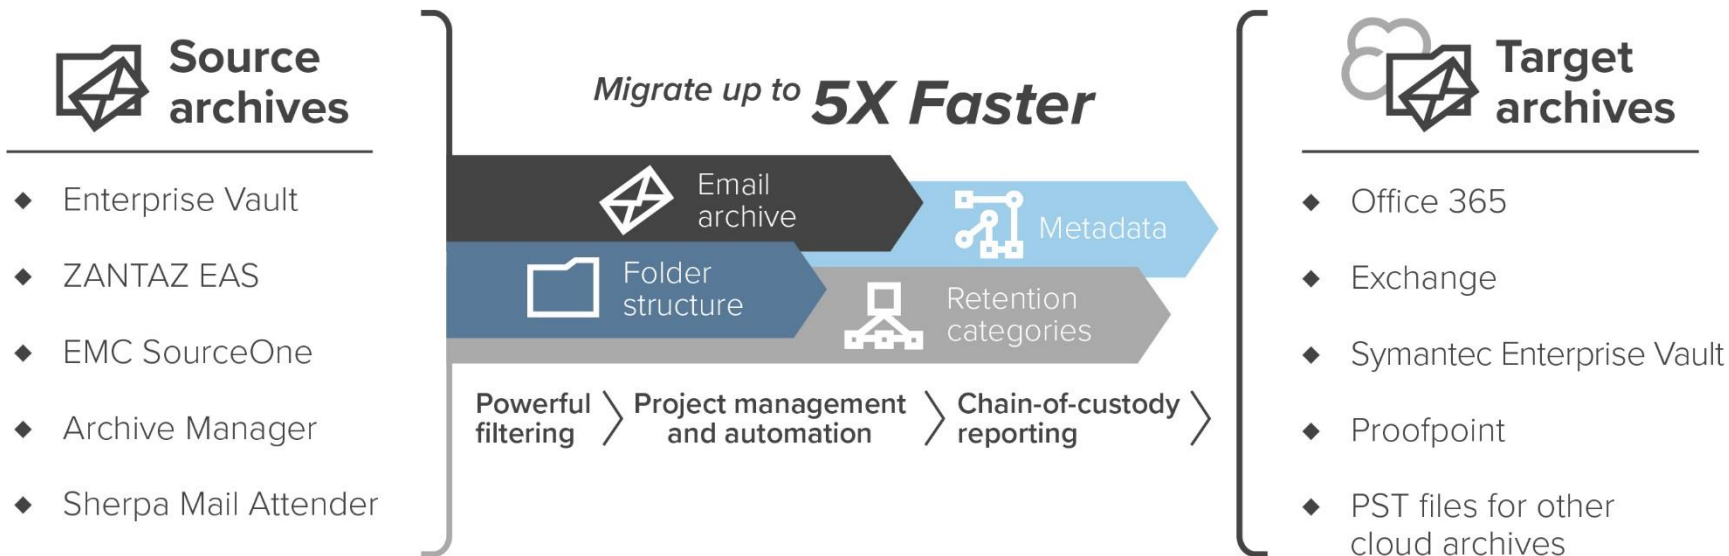 Source
archives
Enterprise Vault
ZANTAZ EAS
EMC SourceOne
Archive Manager
Sherpa Mail Attender
Migrate up to 5X Faster
Email
archive
Metadata
Folder
structure
Retention
categories
Powerful
filtering
Project management
and automation
Chain-of-custody
reporting
Target
archives
Office 365
Exchange
Symantec Enterprise Vault
Proofpoint
PST files for other
cloud archives